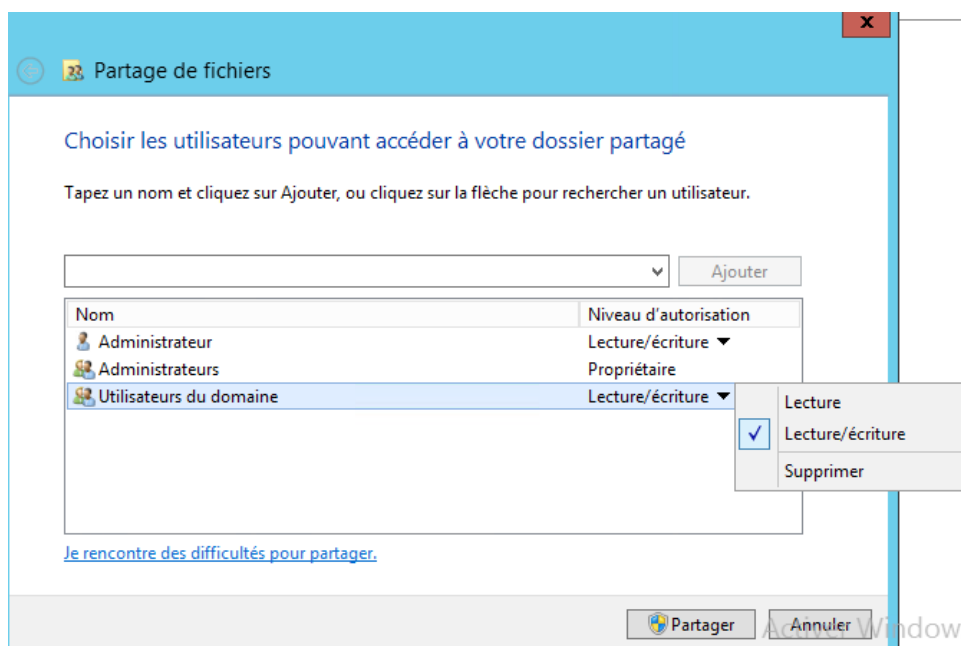 x
Partage de fichiers
Choisir les utilisateurs pouvant accéder à votre dossier partagé
Tapez un nom et cliquez sur Ajouter, ou cliquez sur la flèche pour rechercher un utilisateur.
Ajouter
Nom Niveau d'autorisation
Administrateur Lecture/écriture
Administrateurs Propriétaire
Utilisateurs du domaine Lecture/écriture
Lecture
Lecture/écriture
Supprimer
Je rencontre des difficultés pour partager.
Partager Annuler
Activer Window